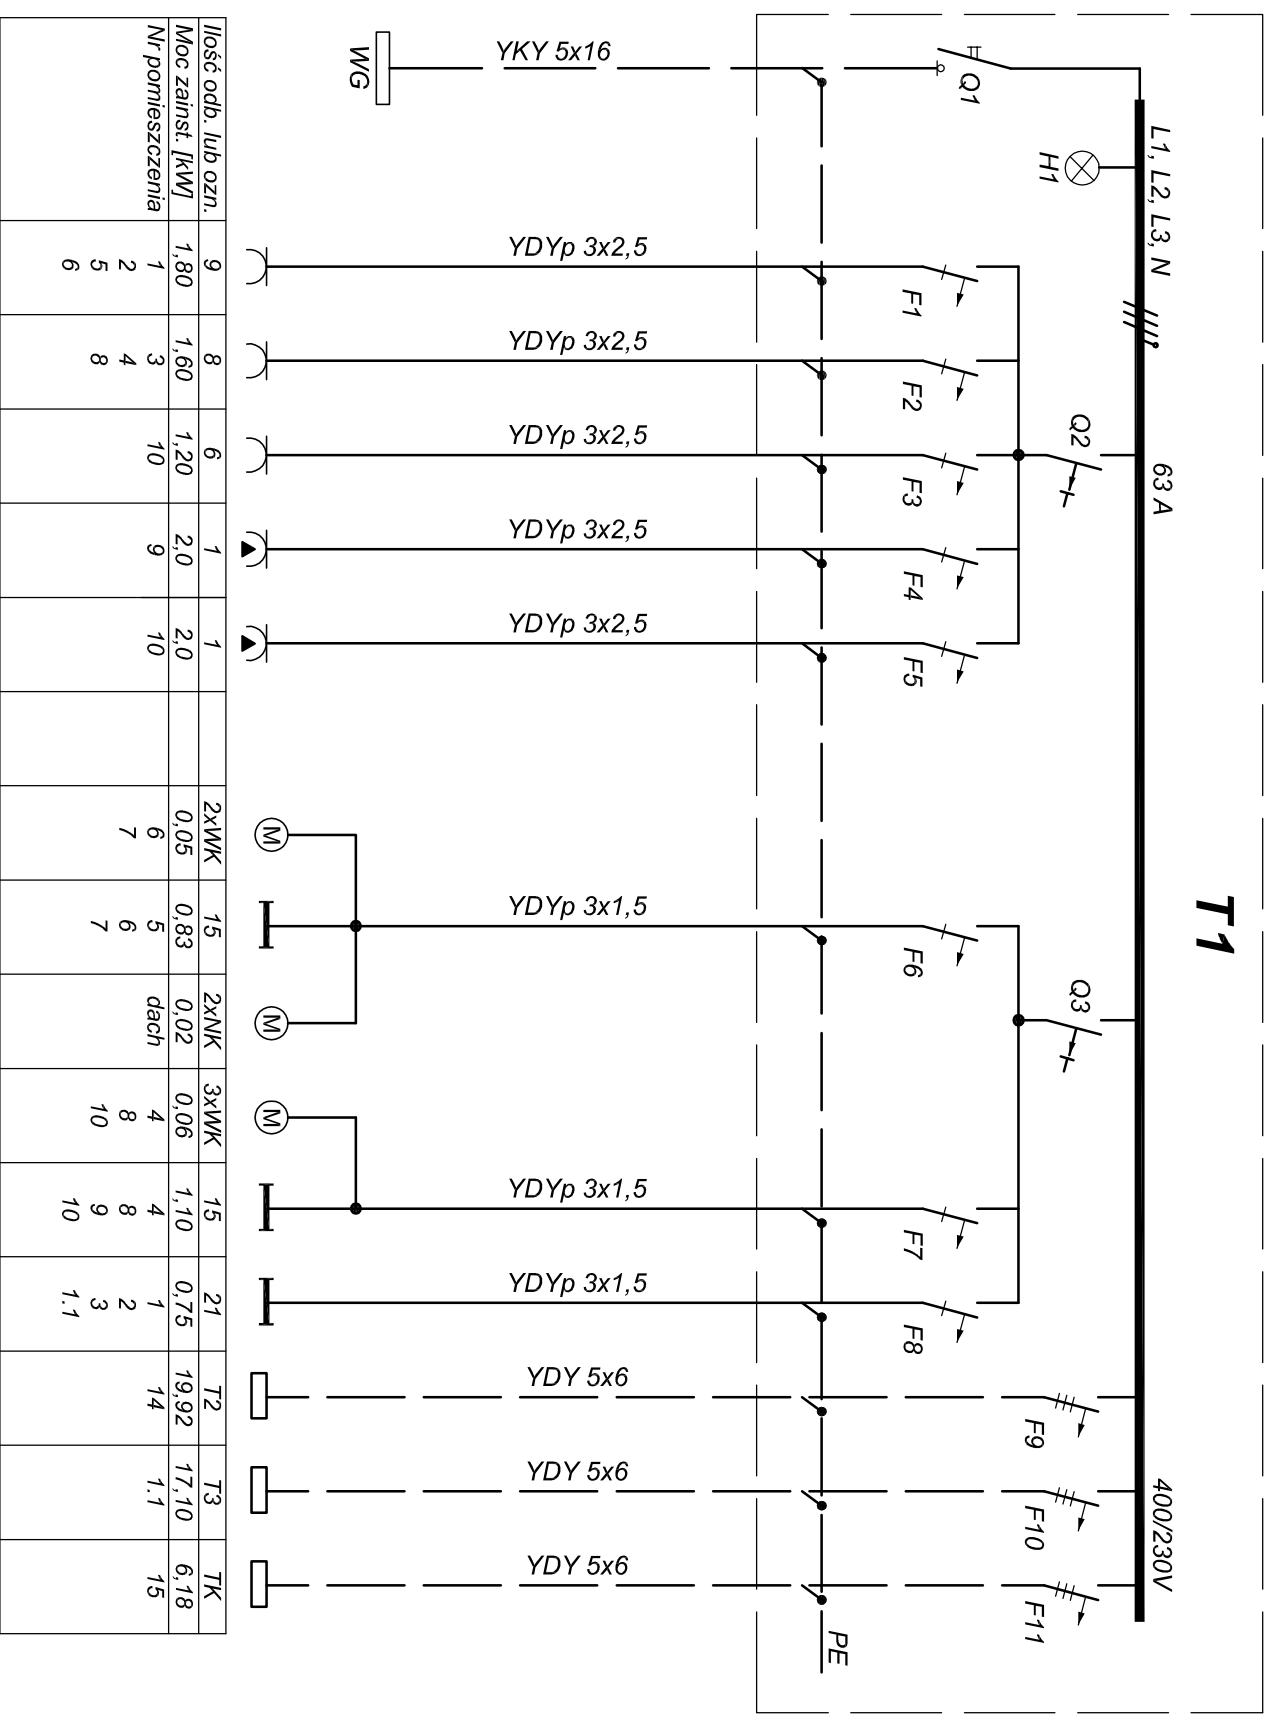 T1
L1, L2, L3, N
63 A
400/230V
Q1
H1
Q2
Q3
F1
F2
F3
F4
F5
F6
F7
F8
F9
F10
F11
PE
YKY 5x16
YDYp 3x2,5
YDYp 3x2,5
YDYp 3x2,5
YDYp 3x2,5
YDYp 3x2,5
YDYp 3x1,5
YDYp 3x1,5
YDYp 3x1,5
YDY 5x6
YDY 5x6
YDY 5x6
WG
M
M
M
Ilość odb. lub ozn. 9 8 6 1 1 2xWK 15 2xNK 3xWK 15 21 T2 T3 TK
Moc zainst. [kW] 1,80 1,60 1,20 2,0 2,0 0,05 0,83 0,02 0,06 1,10 0,75 19,92 17,10 6,18
Nr pomieszczenia 1 3 10 9 10 6 5 dach 4 4 1 14 1.1 15
2 4 7 6 8 8 2
5 8 7 10 9 3
6 10 1.1